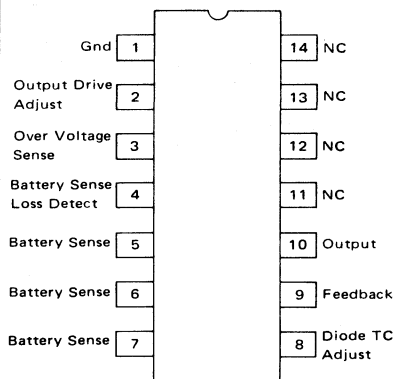 Gnd 1
Output Drive
Adjust
2
Over Voltage
Sense
3
Battery Sense
Loss Detect
4
Battery Sense 5
Battery Sense 6
Battery Sense 7
14 NC
13 NC
12 NC
11 NC
10 Output
9 Feedback
8
Diode TC
Adjust